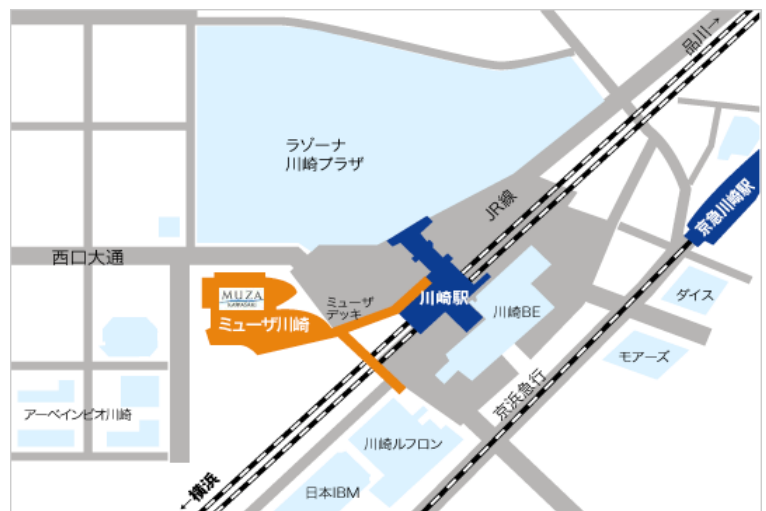 品川→
ラゾーナ
川崎プラザ
JR線
京急川崎駅
西口大通
MUZA
KAWASAKI
ミューザ川崎
ミューザ
デッキ
川崎駅
川崎BE
ダイス
モアーズ
京浜急行
アーベインビオ川崎
川崎ルフロン
←横浜
日本IBM